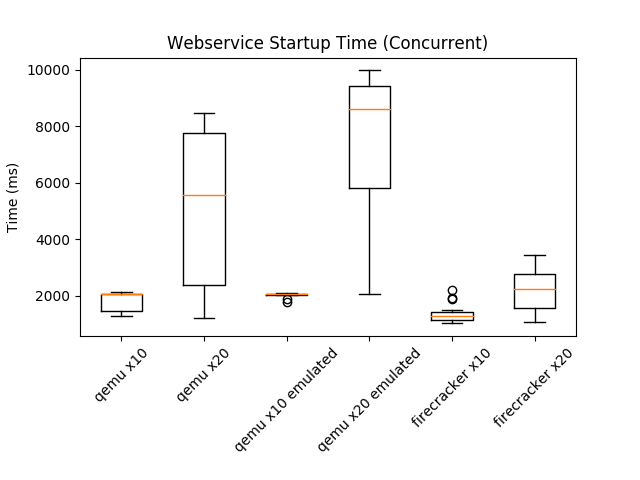 Webservice Startup Time (Concurrent)
Time (ms)
10000
8000
6000
4000
2000
qemu x10
qemu x20
qemu x10 emulated
qemu x20 emulated
firecracker x10
firecracker x20